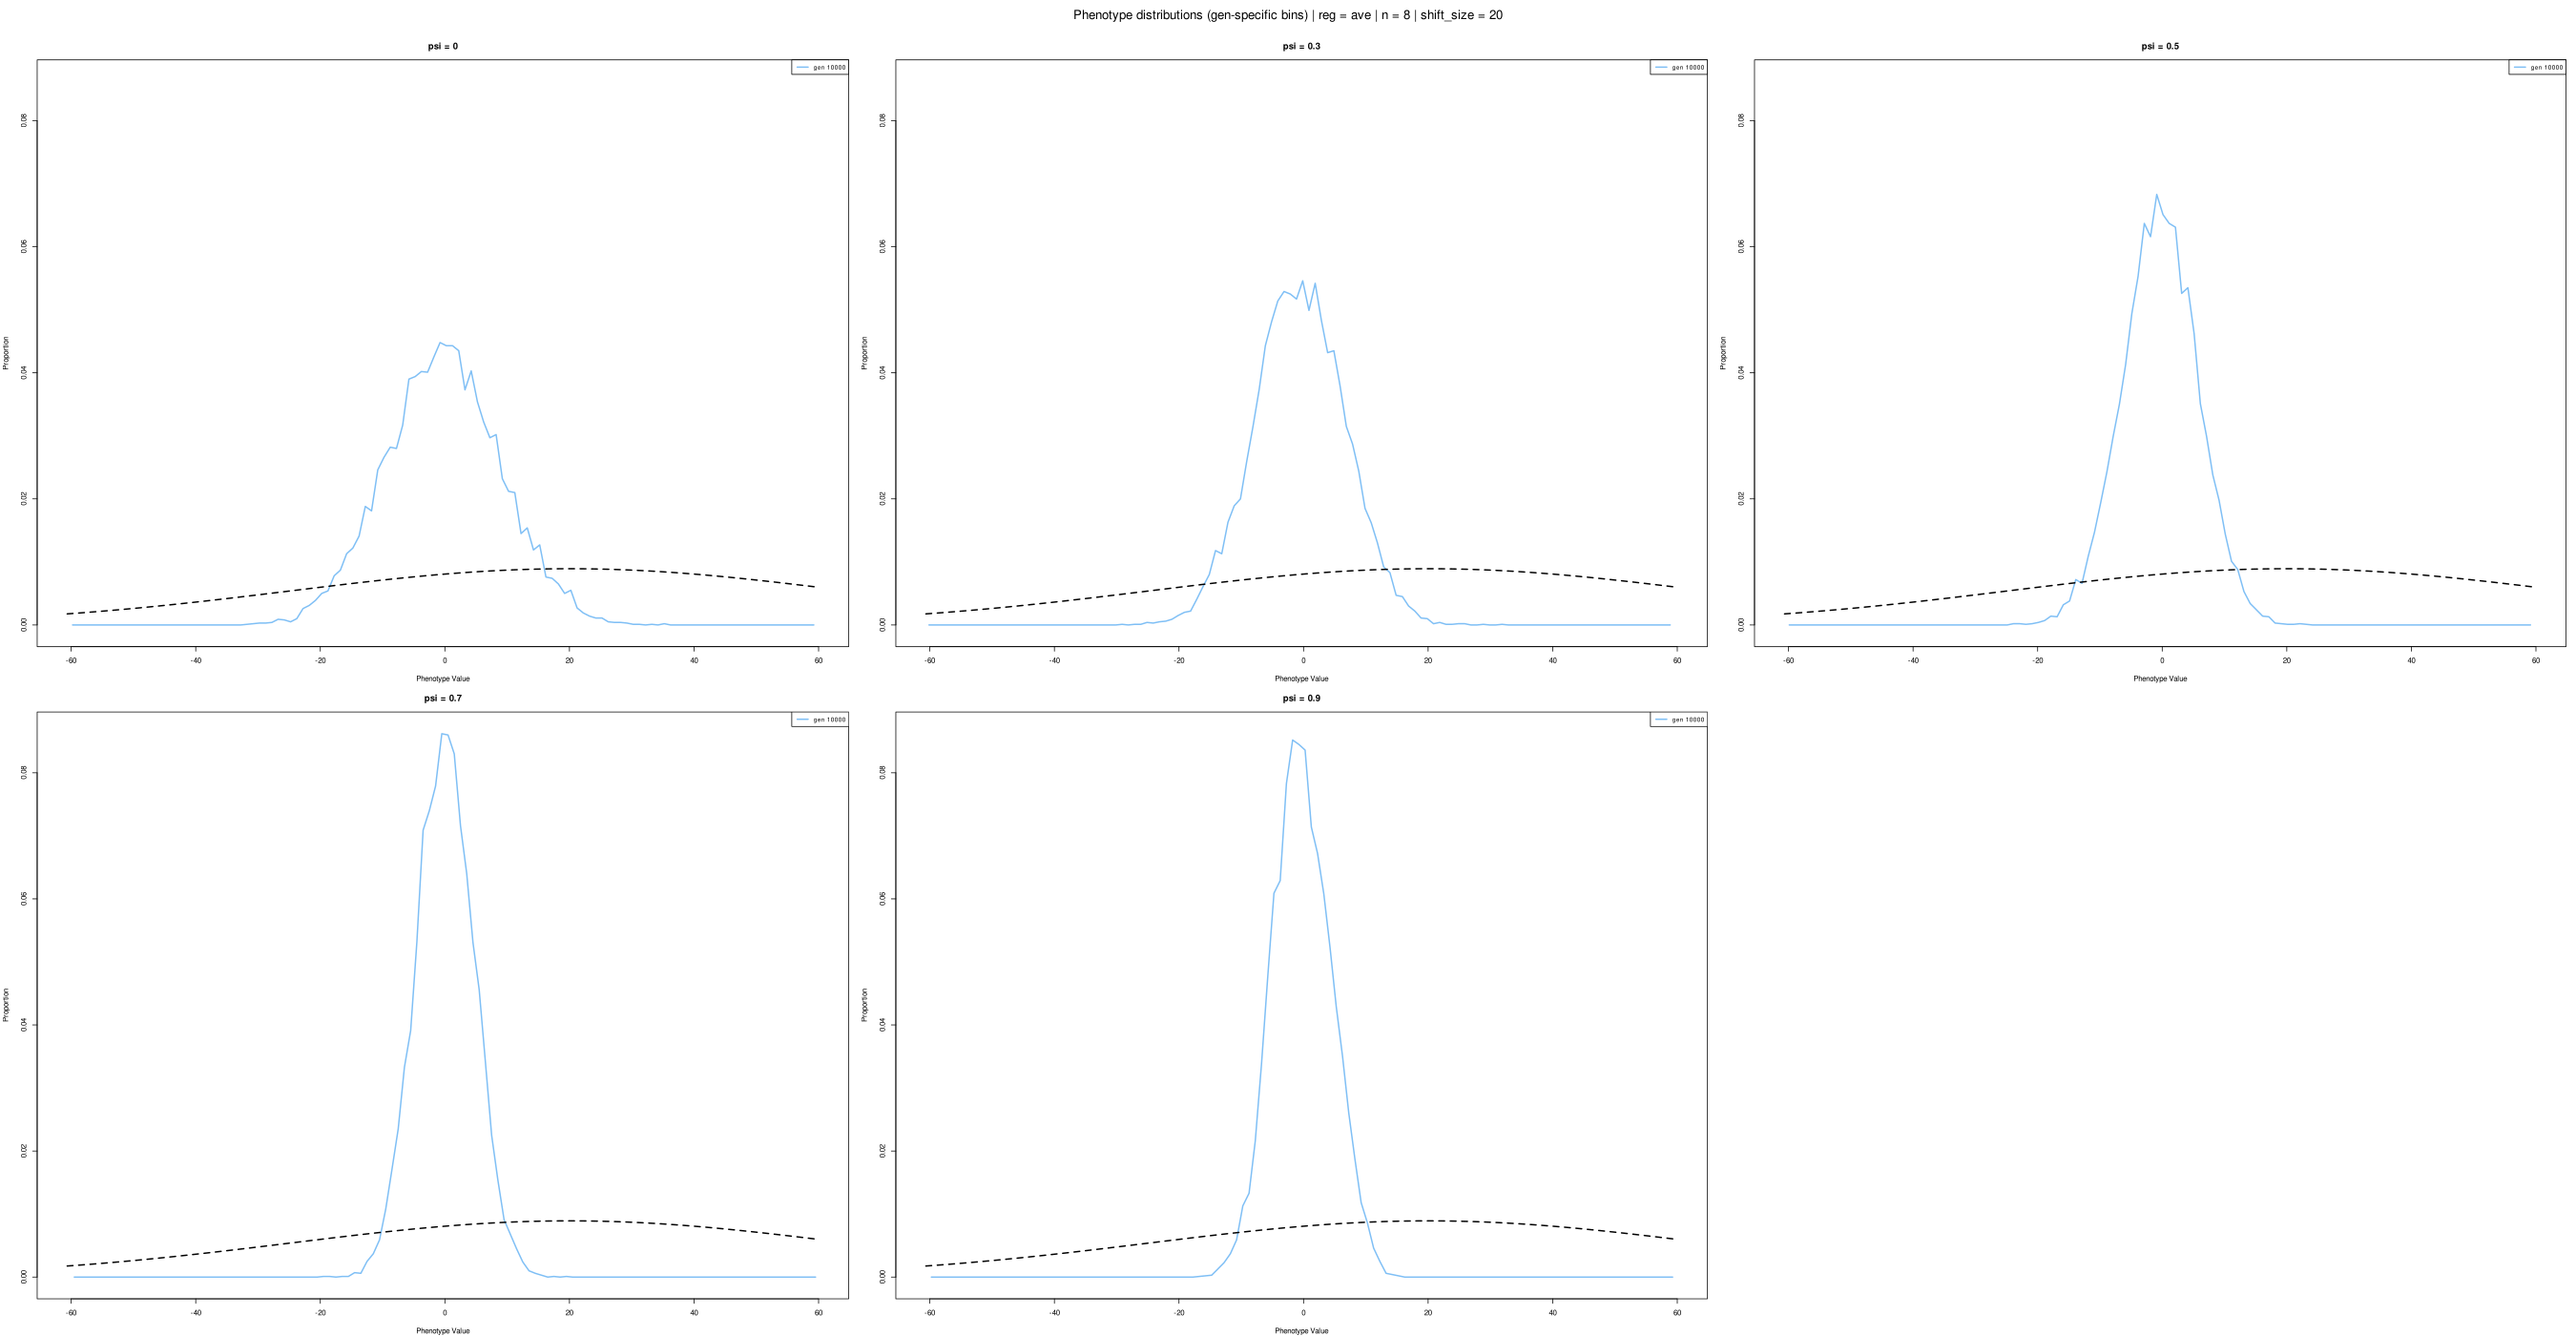 Phenotype distributions (gen-specific bins) | reg = ave | n = 8 | shift_size = 20
psi = 0
gen 10000
Proportion
0.00
0.02
0.04
0.06
0.08
-60 -40 -20 0 20 40 60
Phenotype Value
psi = 0.3
gen 10000
Proportion
0.00
0.02
0.04
0.06
0.08
-60 -40 -20 0 20 40 60
Phenotype Value
psi = 0.5
gen 10000
Proportion
0.00
0.02
0.04
0.06
0.08
-60 -40 -20 0 20 40 60
Phenotype Value
psi = 0.7
gen 10000
Proportion
0.00
0.02
0.04
0.06
0.08
-60 -40 -20 0 20 40 60
Phenotype Value
psi = 0.9
gen 10000
Proportion
0.00
0.02
0.04
0.06
0.08
-60 -40 -20 0 20 40 60
Phenotype Value